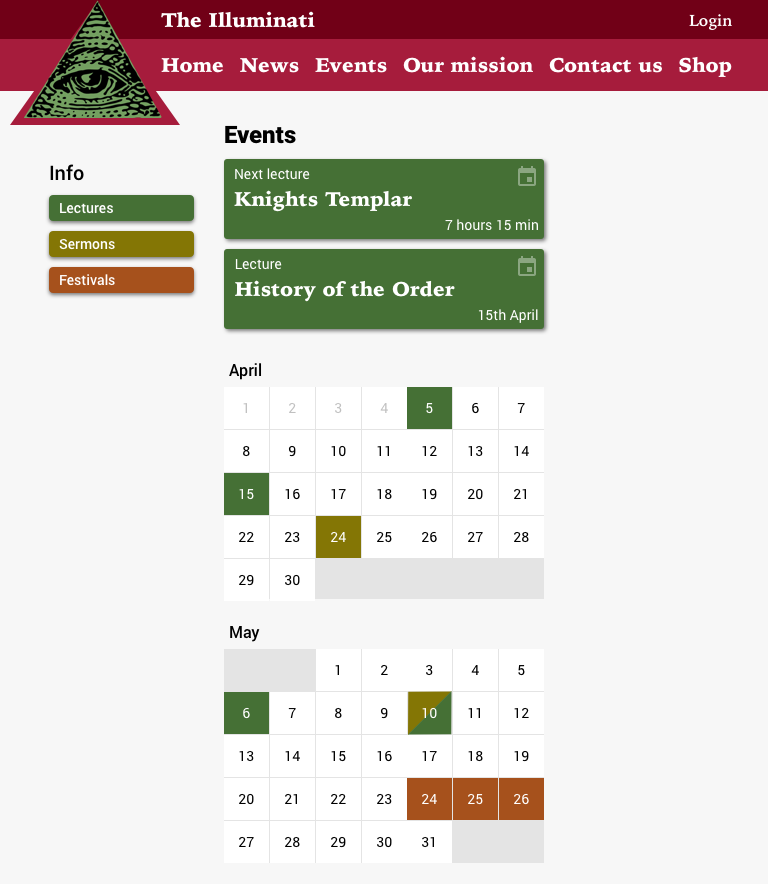 The Illuminati
Login
Home News Events Our mission Contact us Shop
Events
Info
Lectures
Sermons
Festivals
Next lecture
Knights Templar
7 hours 15 min
Lecture
History of the Order
15th April
April
1 2 3 4 5 6 7
8 9 10 11 12 13 14
15 16 17 18 19 20 21
22 23 24 25 26 27 28
29 30
May
1 2 3 4 5
6 7 8 9 10 11 12
13 14 15 16 17 18 19
20 21 22 23 24 25 26
27 28 29 30 31